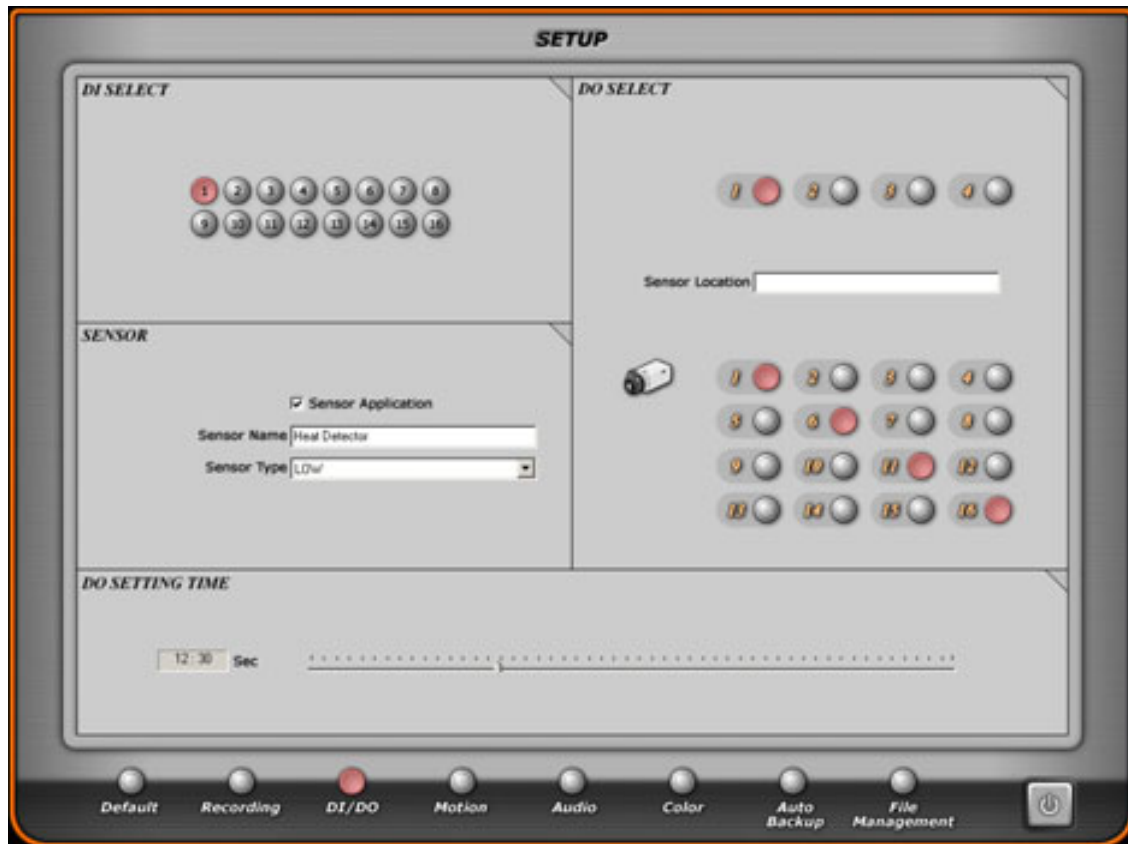 SETUP
DI SELECT
1 2 3 4 5 6 7 8
9 10 11 12 13 14 15 16
SENSOR
Sensor Application
Sensor Name Heat Detector
Sensor Type LOW
DO SELECT
1 2 3 4
Sensor Location
1 2 3 4
5 6 7 8
9 10 11 12
13 14 15 16
DO SETTING TIME
12:30 Sec
Default Recording DI/DO Motion Audio Color Auto Backup File Management